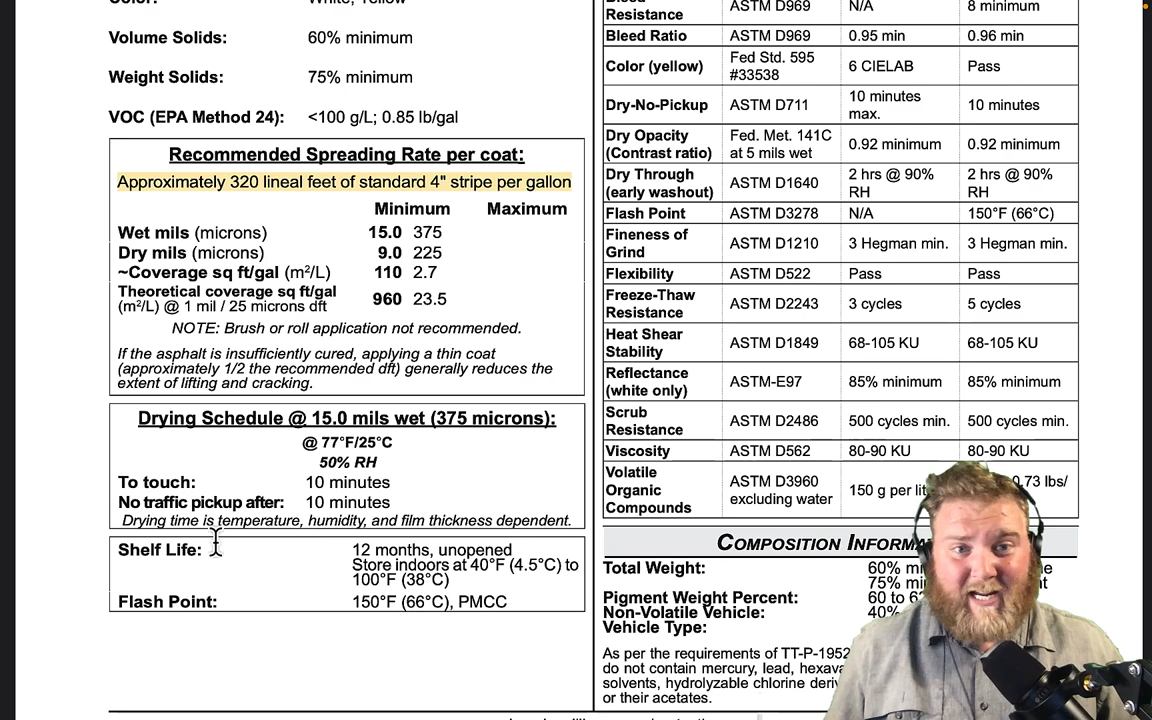 Volume Solids: 60% minimum
Weight Solids: 75% minimum
VOC (EPA Method 24): <100 g/L; 0.85 lb/gal
Recommended Spreading Rate per coat:
Approximately 320 lineal feet of standard 4" stripe per gallon
Minimum Maximum
Wet mils (microns) 15.0 375
Dry mils (microns) 9.0 225
~Coverage sq ft/gal (m²/L) 110 2.7
Theoretical coverage sq ft/gal
(m²/L) @ 1 mil / 25 microns dft 960 23.5
NOTE: Brush or roll application not recommended.
If the asphalt is insufficiently cured, applying a thin coat
(approximately 1/2 the recommended dft) generally reduces the
extent of lifting and cracking.
Drying Schedule @ 15.0 mils wet (375 microns):
@ 77°F/25°C
50% RH
To touch: 10 minutes
No traffic pickup after: 10 minutes
Drying time is temperature, humidity, and film thickness dependent.
Shelf Life: 12 months, unopened
Store indoors at 40°F (4.5°C) to
100°F (38°C)
Flash Point: 150°F (66°C), PMCC
Resistance ASTM D969 N/A 8 minimum
Bleed Ratio ASTM D969 0.95 min 0.96 min
Color (yellow) Fed Std. 595 6 CIELAB Pass
#33538
Dry-No-Pickup ASTM D711 10 minutes 10 minutes
max.
Dry Opacity Fed. Met. 141C 0.92 minimum 0.92 minimum
(Contrast ratio) at 5 mils wet
Dry Through ASTM D1640 2 hrs @ 90% 2 hrs @ 90%
(early washout) RH RH
Flash Point ASTM D3278 N/A 150°F (66°C)
Fineness of ASTM D1210 3 Hegman min. 3 Hegman min.
Grind
Flexibility ASTM D522 Pass Pass
Freeze-Thaw ASTM D2243 3 cycles 5 cycles
Resistance
Heat Shear ASTM D1849 68-105 KU 68-105 KU
Stability
Reflectance ASTM-E97 85% minimum 85% minimum
(white only)
Scrub ASTM D2486 500 cycles min. 500 cycles min.
Resistance
Viscosity ASTM D562 80-90 KU 80-90 KU
Volatile ASTM D3960 150 g per 0.73 lbs/
Organic excluding water
Compounds
COMPOSITION
Total Weight: 60%
75%
Pigment Weight Percent: 60 to
Non-Volatile Vehicle: 40%
Vehicle Type:
As per the requirements of TT-P-1952
do not contain mercury, lead,
solvents, hydrolyzable chlorine
or their acetates.